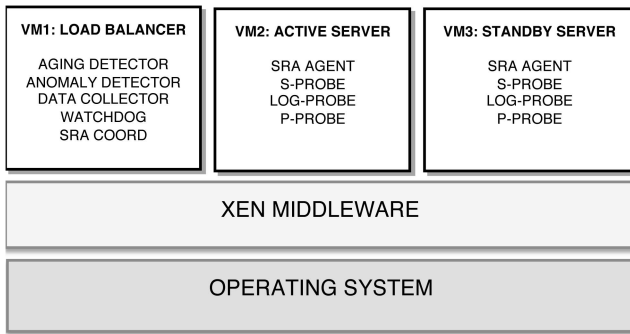 VM1: LOAD BALANCER
AGING DETECTOR
ANOMALY DETECTOR
DATA COLLECTOR
WATCHDOG
SRA COORD
VM2: ACTIVE SERVER
SRA AGENT
S-PROBE
LOG-PROBE
P-PROBE
VM3: STANDBY SERVER
SRA AGENT
S-PROBE
LOG-PROBE
P-PROBE
XEN MIDDLEWARE
OPERATING SYSTEM